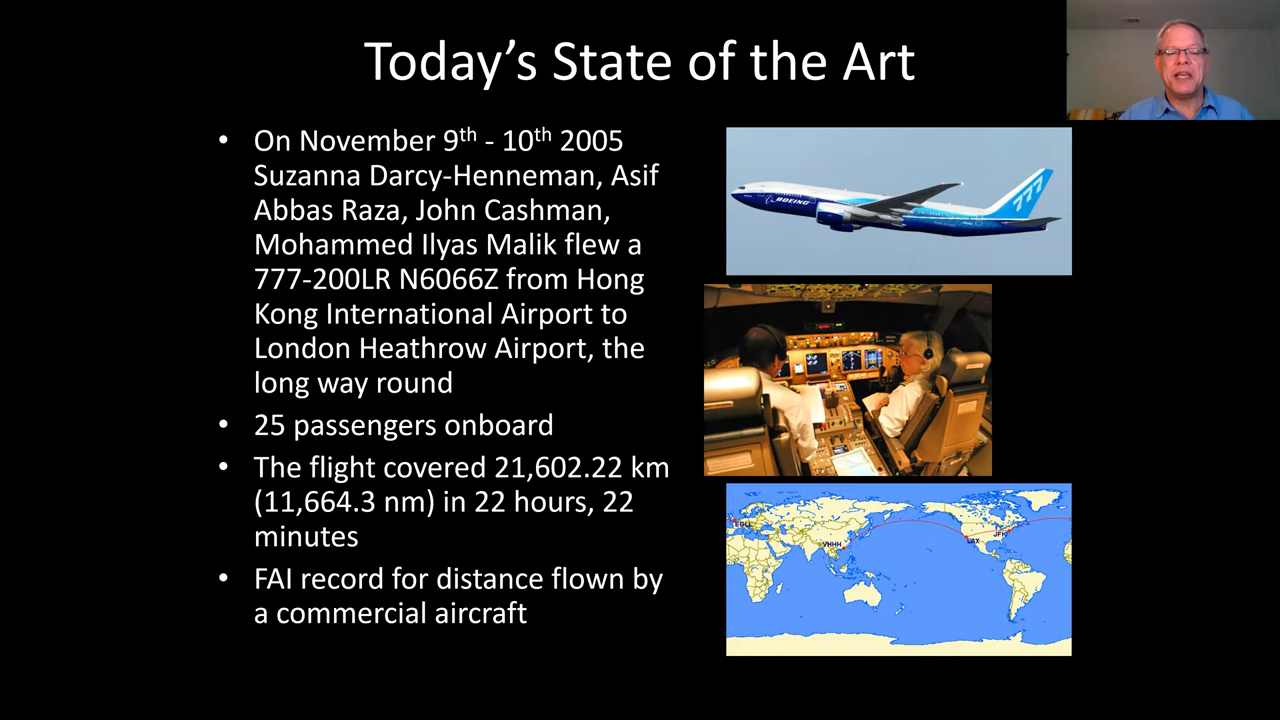 Today's State of the Art
• On November 9th - 10th 2005
Suzanna Darcy-Henneman, Asif
Abbas Raza, John Cashman,
Mohammed Ilyas Malik flew a
777-200LR N6066Z from Hong
Kong International Airport to
London Heathrow Airport, the
long way round
• 25 passengers onboard
• The flight covered 21,602.22 km
(11,664.3 nm) in 22 hours, 22
minutes
• FAI record for distance flown by
a commercial aircraft
BOEING
777
EGLL
VHHH
LAX
JFK